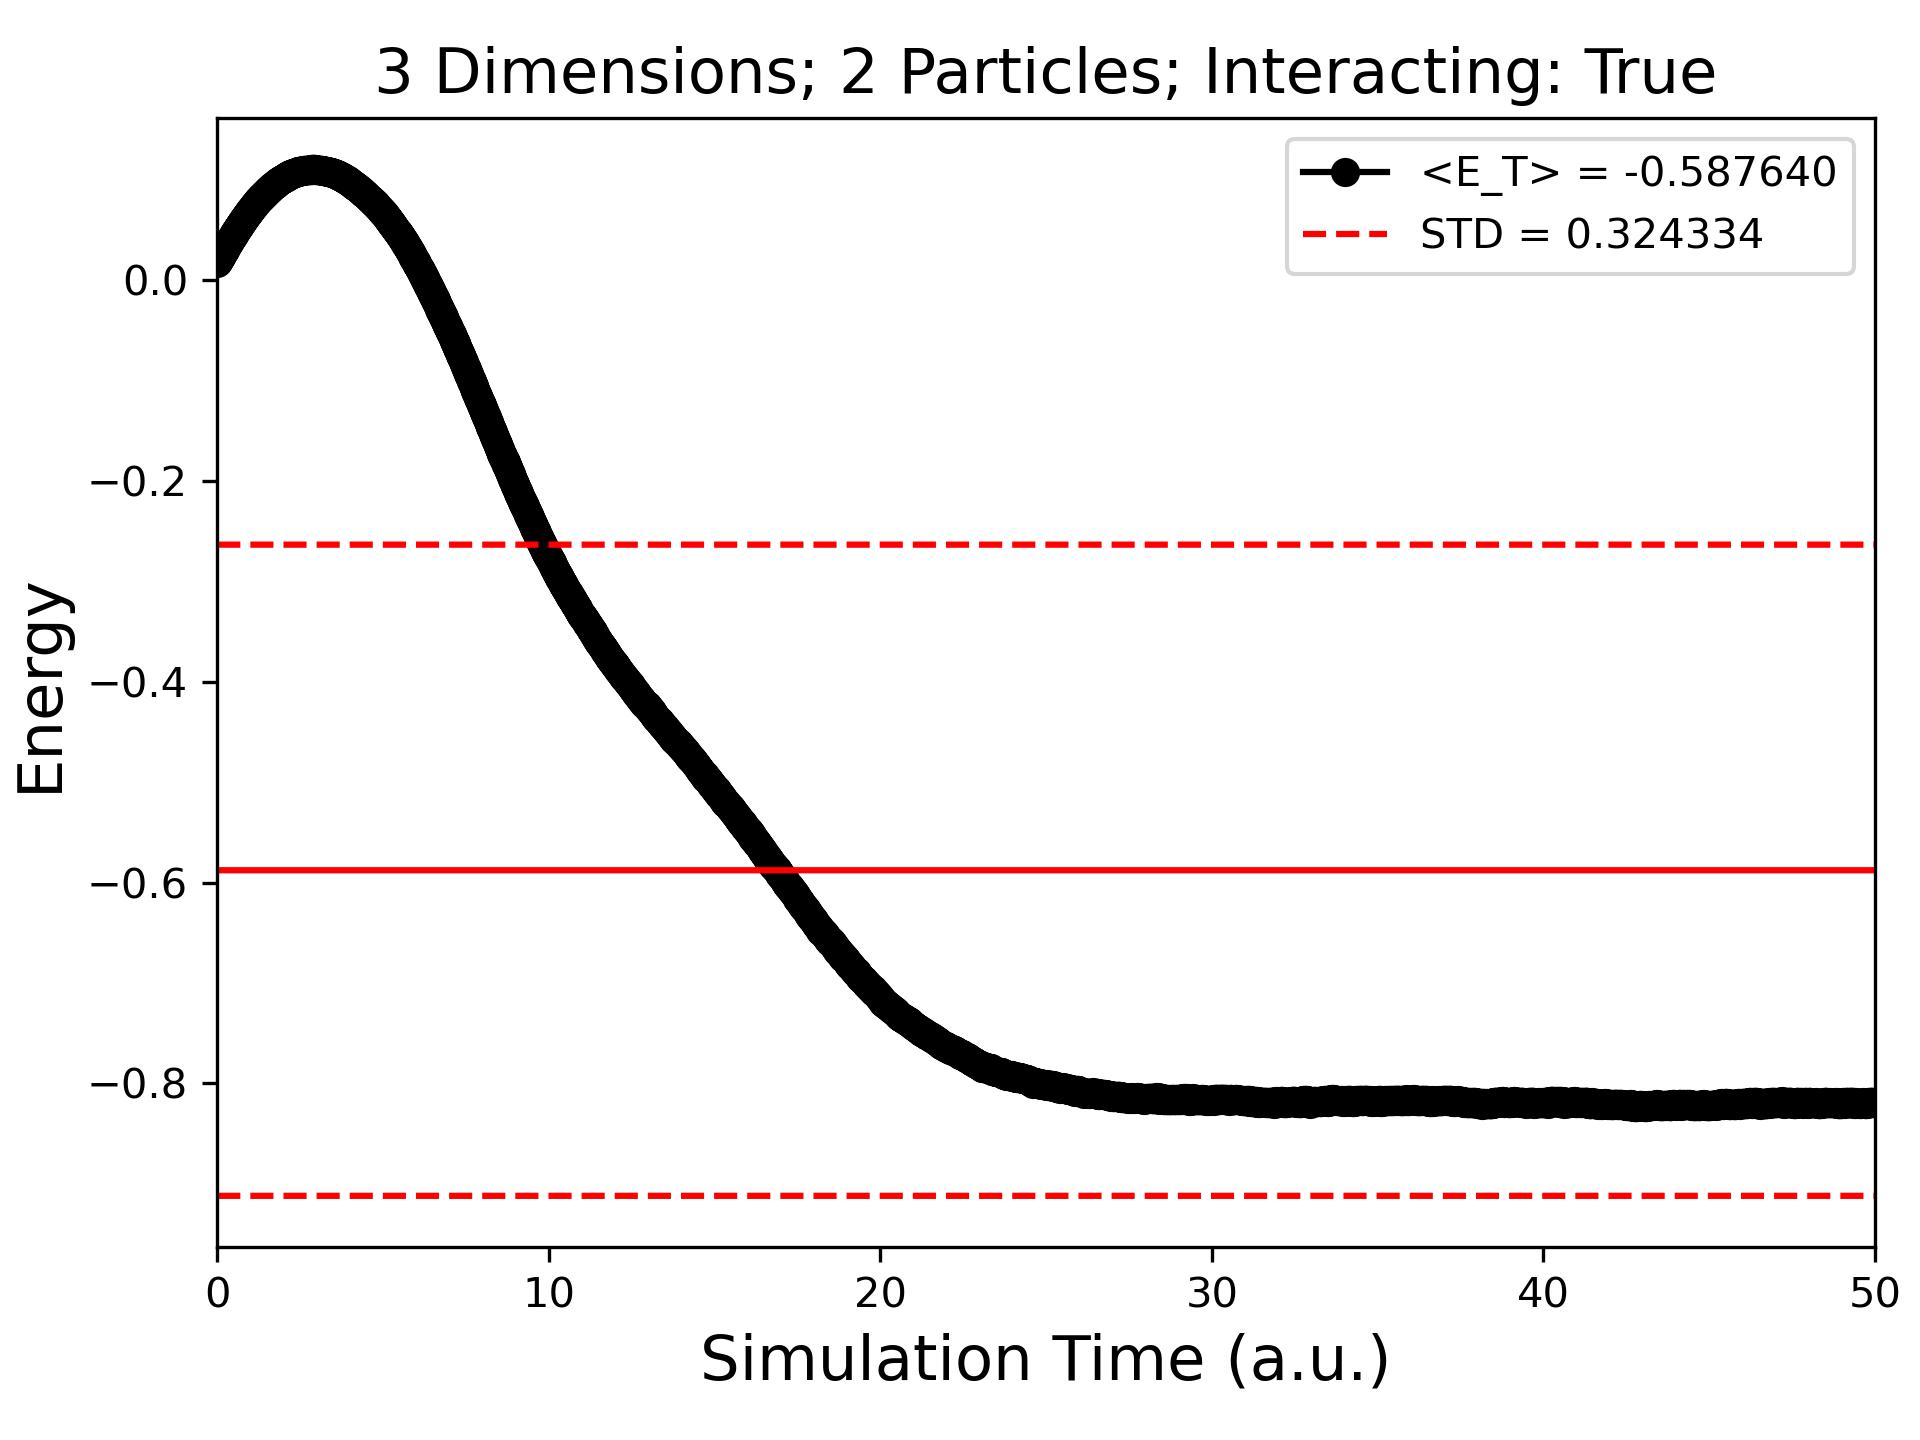 3 Dimensions; 2 Particles; Interacting: True
<E_T> = -0.587640
STD = 0.324334
Energy
0.0
−0.2
−0.4
−0.6
−0.8
0 10 20 30 40 50
Simulation Time (a.u.)